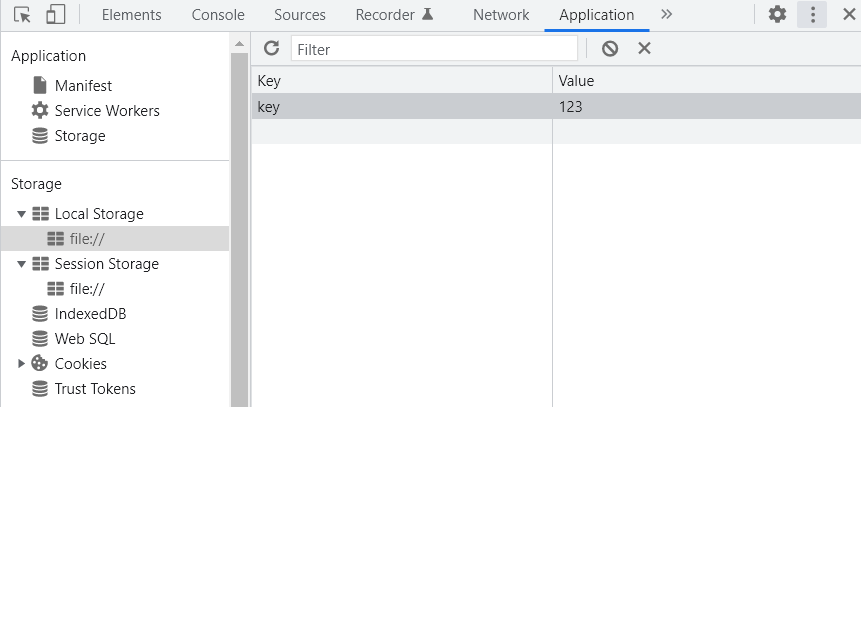 Elements Console Sources Recorder Network Application
Application
Manifest
Service Workers
Storage
Storage
Local Storage
file://
Session Storage
file://
IndexedDB
Web SQL
Cookies
Trust Tokens
Filter
Key Value
key 123